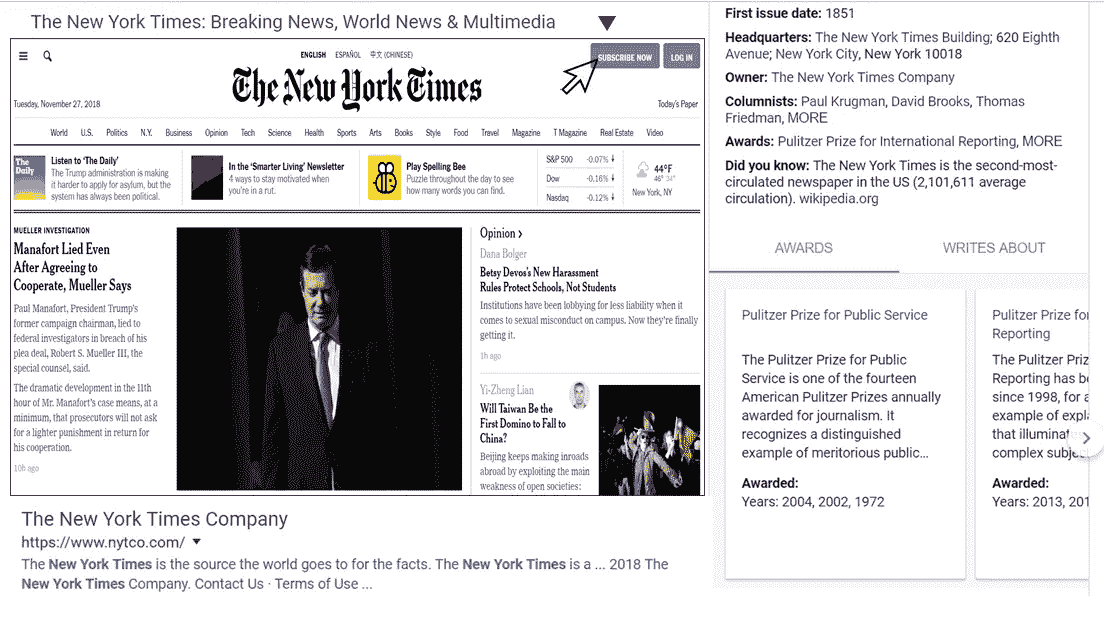 The New York Times: Breaking News, World News & Multimedia
ENGLISH ESPAÑOL 中文 (CHINESE)
SUBSCRIBE NOW
LOG IN
The New York Times
Tuesday, November 27, 2018
Today's Paper
World U.S. Politics N.Y. Business Opinion Tech Science Health Sports Arts Books Style Food Travel Magazine T Magazine Real Estate Video
The
Daily
Listen to 'The Daily'
The Trump administration is making
it harder to apply for asylum, but the
system has always been political.
In the 'Smarter Living' Newsletter
4 ways to stay motivated when
you're in a rut.
Play Spelling Bee
Puzzle throughout the day to see
how many words you can find.
S&P 500 -0.07%
Dow -0.16%
Nasdaq -0.12%
44°F
46° 34°
New York, NY
MUELLER INVESTIGATION
Manafort Lied Even
After Agreeing to
Cooperate, Mueller Says
Paul Manafort, President Trump's
former campaign chairman, lied to
federal investigators in breach of his
plea deal, Robert S. Mueller III, the
special counsel, said.
The dramatic development in the 11th
hour of Mr. Manafort's case means, at a
minimum, that prosecutors will not ask
for a lighter punishment in return for
his cooperation.
10h ago
Opinion
Dana Bolger
Betsy Devos's New Harassment
Rules Protect Schools, Not Students
Institutions have been lobbying for less liability when it
comes to sexual misconduct on campus. Now they're finally
getting it.
1h ago
Yi-Zheng Lian
Will Taiwan Be the
First Domino to Fall to
China?
Beijing keeps making inroads
abroad by exploiting the main
weakness of open societies:
The New York Times Company
https://www.nytco.com/
The New York Times is the source the world goes to for the facts. The New York Times is a ... 2018 The
New York Times Company. Contact Us · Terms of Use ...
First issue date: 1851
Headquarters: The New York Times Building; 620 Eighth
Avenue; New York City, New York 10018
Owner: The New York Times Company
Columnists: Paul Krugman, David Brooks, Thomas
Friedman, MORE
Awards: Pulitzer Prize for International Reporting, MORE
Did you know: The New York Times is the second-most-
circulated newspaper in the US (2,101,611 average
circulation). wikipedia.org
AWARDS
WRITES ABOUT
Pulitzer Prize for Public Service
The Pulitzer Prize for Public
Service is one of the fourteen
American Pulitzer Prizes annually
awarded for journalism. It
recognizes a distinguished
example of meritorious public...
Awarded:
Years: 2004, 2002, 1972
Pulitzer Prize
Reporting
The Pulitzer
Reporting has
since 1998, for
example of
that
complex
Awarded:
Years: 2013,